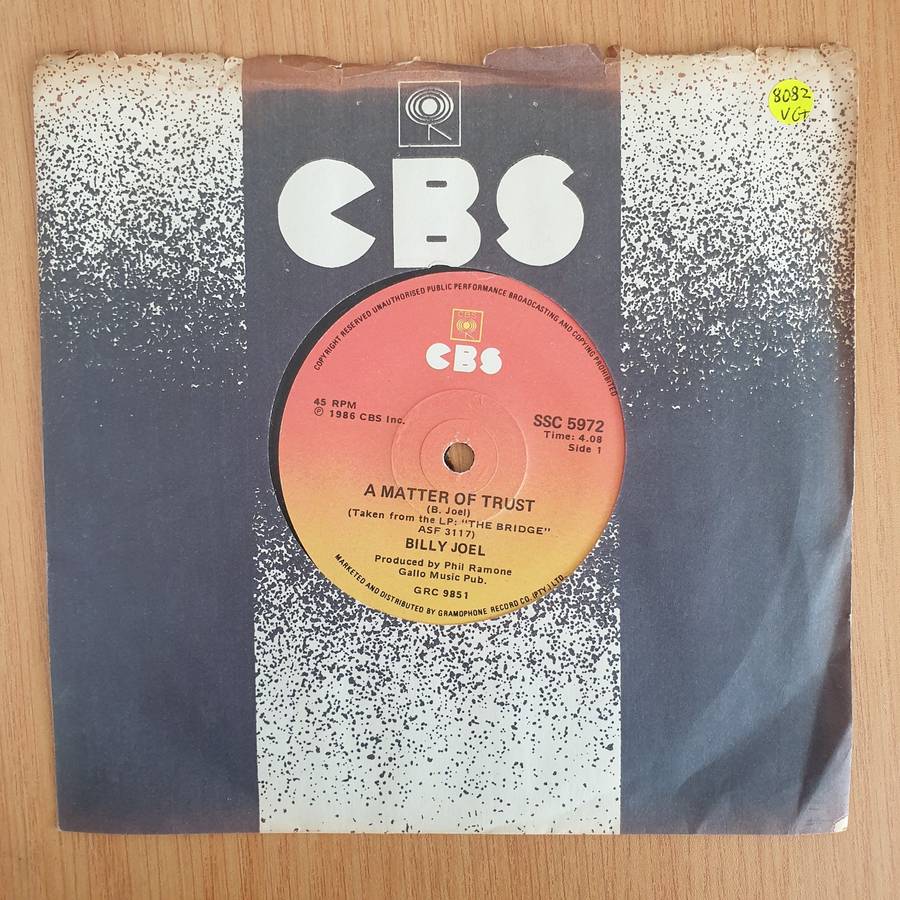 8082
VG+
CBS
COPYRIGHT RESERVED UNAUTHORISED PUBLIC PERFORMANCE BROADCASTING AND COPYING PROHIBITED
CBS
CBS
45 RPM
℗ 1986 CBS Inc.
SSC 5972
Time: 4.08
Side 1
A MATTER OF TRUST
(B. Joel)
(Taken from the LP: "THE BRIDGE"
ASF 3117)
BILLY JOEL
Produced by Phil Ramone
Gallo Music Pub.
GRC 9851
MARKETED AND DISTRIBUTED BY GRAMOPHONE RECORD CO. (PTY.) LTD.